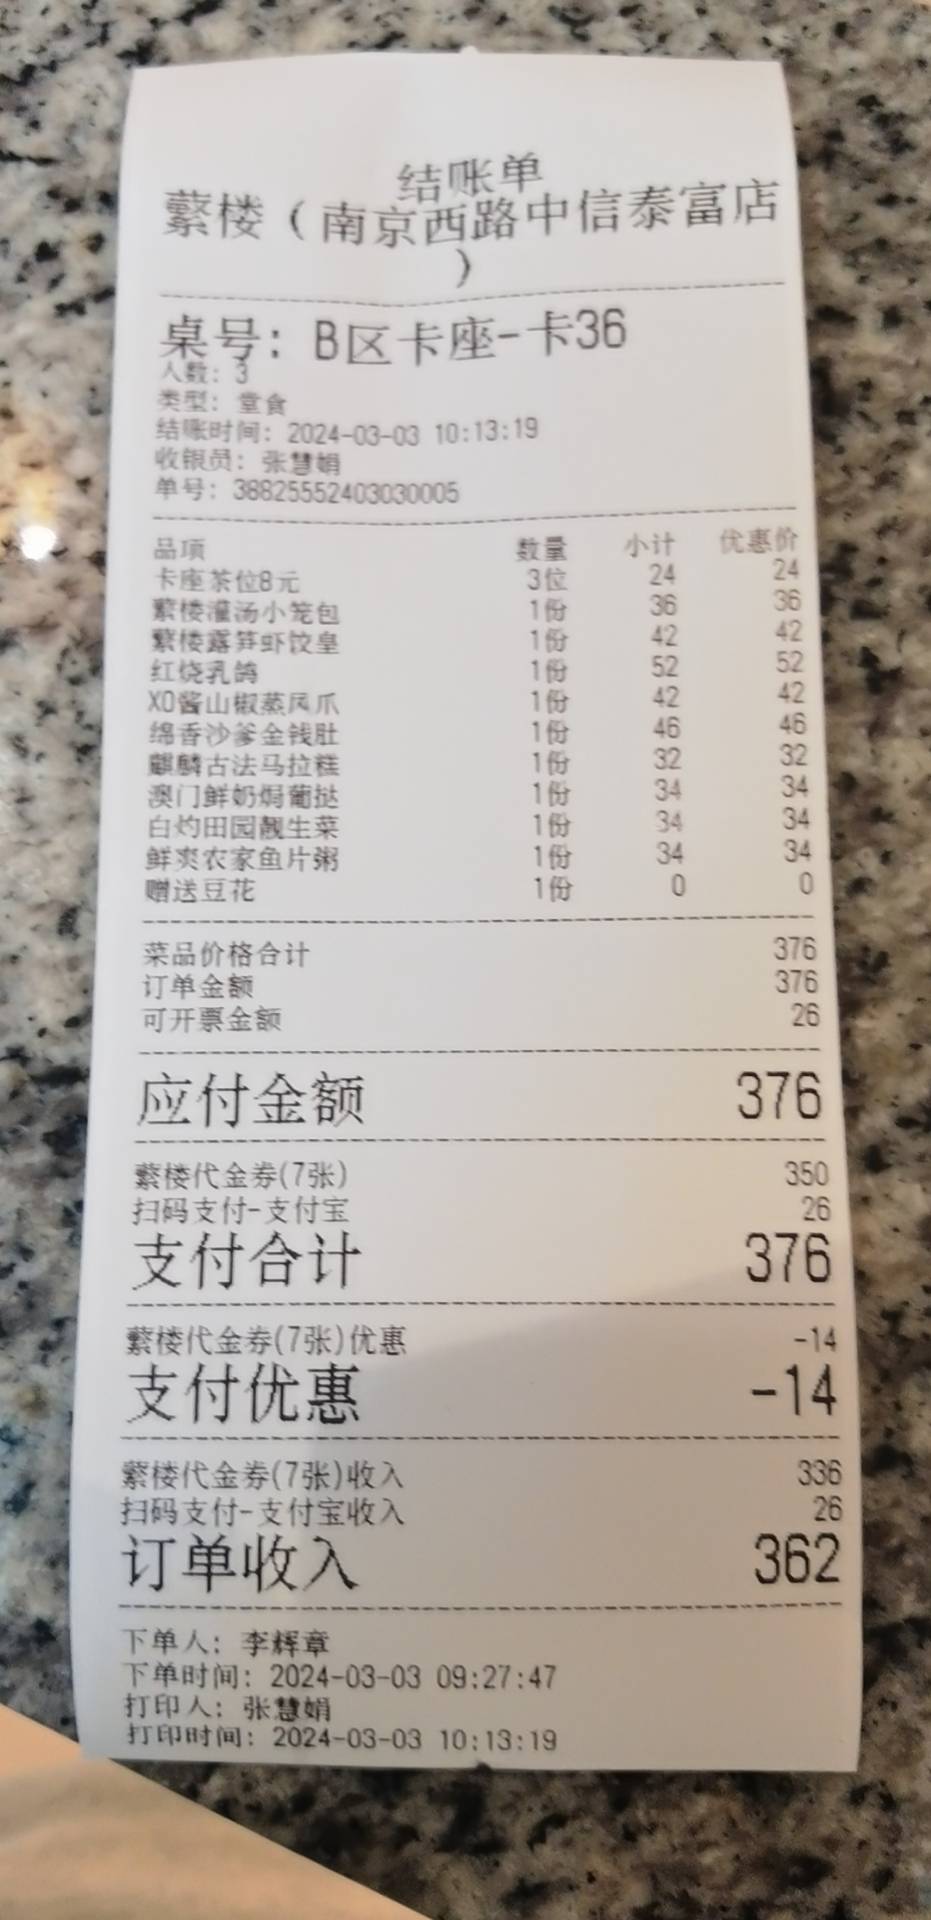 结账单
蘩楼（南京西路中信泰富店
）
桌号：B区卡座-卡36
人数：3
类型：堂食
结账时间：2024-03-03 10:13:19
收银员：张慧娟
单号：38825552403030005
品项 数量 小计 优惠价
卡座茶位8元 3位 24 24
蘩楼灌汤小笼包 1份 36 36
蘩楼露笋虾饺皇 1份 42 42
红烧乳鸽 1份 52 52
XO酱山椒蒸凤爪 1份 42 42
绵香沙爹金钱肚 1份 46 46
麒麟古法马拉糕 1份 32 32
澳门鲜奶焗葡挞 1份 34 34
白灼田园靓生菜 1份 34 34
鲜爽农家鱼片粥 1份 34 34
赠送豆花 1份 0 0
菜品价格合计 376
订单金额 376
可开票金额 26
应付金额 376
蘩楼代金券(7张) 350
扫码支付-支付宝 26
支付合计 376
蘩楼代金券(7张)优惠 -14
支付优惠 -14
蘩楼代金券(7张)收入 336
扫码支付-支付宝收入 26
订单收入 362
下单人：李辉章
下单时间：2024-03-03 09:27:47
打印人：张慧娟
打印时间：2024-03-03 10:13:19